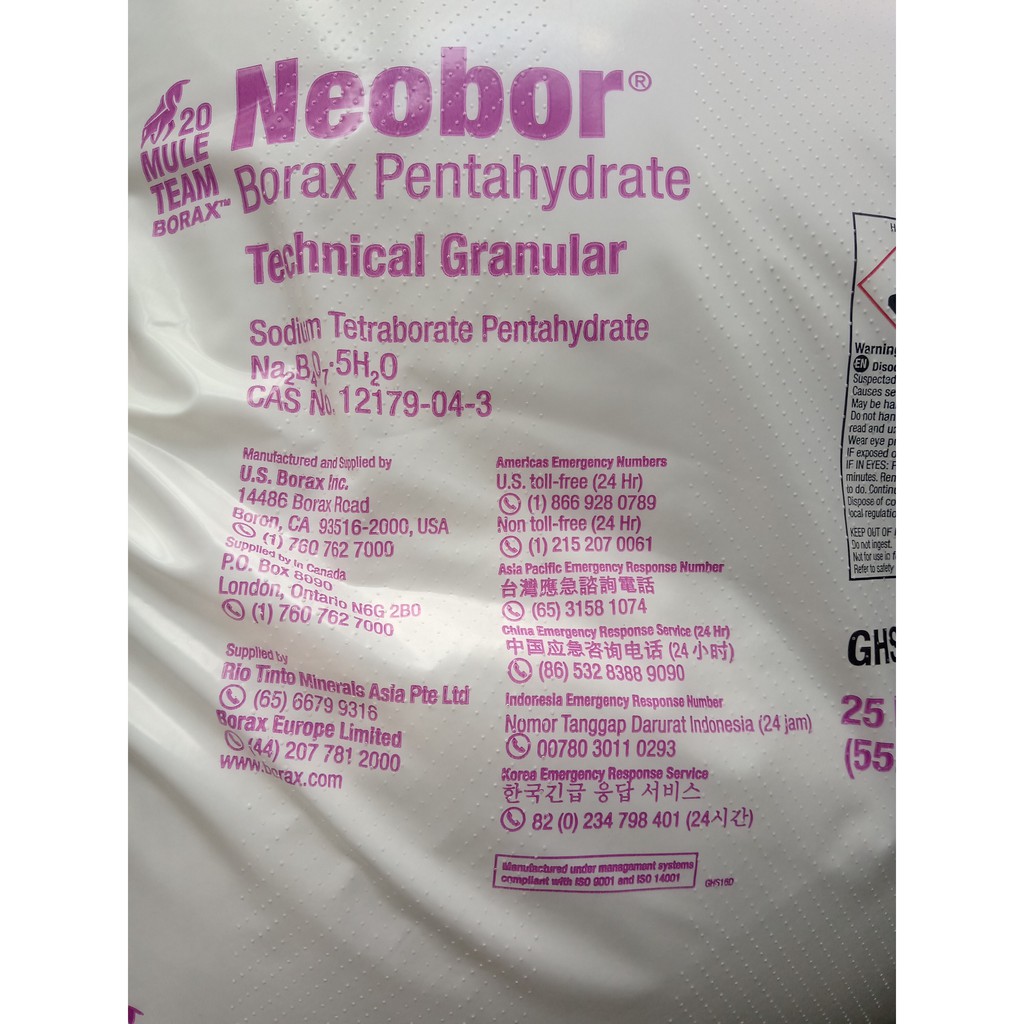 20
MULE
TEAM
BORAX™
Neobor®
Borax Pentahydrate
Technical Granular
Sodium Tetraborate Pentahydrate
Na₂B₄O₇·5H₂O
CAS No. 12179-04-3
Manufactured and Supplied by
U.S. Borax Inc.
14486 Borax Road
Boron, CA 93516-2000, USA
(1) 760 762 7000
Supplied by in Canada
P.O. Box 8090
London, Ontario N6G 2B0
(1) 760 762 7000
Supplied by
Rio Tinto Minerals Asia Pte Ltd
(65) 6679 9316
Borax Europe Limited
(44) 207 781 2000
www.borax.com
Americas Emergency Numbers
U.S. toll-free (24 Hr)
(1) 866 928 0789
Non toll-free (24 Hr)
(1) 215 207 0061
Asia Pacific Emergency Response Number
台灣應急諮詢電話
(65) 3158 1074
China Emergency Response Service (24 Hr)
中国应急咨询电话 (24小时)
(86) 532 8388 9090
Indonesia Emergency Response Number
Nomor Tanggap Darurat Indonesia (24 jam)
00780 3011 0293
Korea Emergency Response Service
한국긴급 응답 서비스
82 (0) 234 798 401 (24시간)
Manufactured under management systems
compliant with ISO 9001 and ISO 14001
GHS16D
Warning
EN
Suspected
Causes
May be
Do not
read and
Wear eye
IF exposed
IF IN EYES:
minutes.
to do.
Dispose of
local
KEEP OUT OF
Do not ingest.
Not for use in
Refer to safety
GHS
25
(55